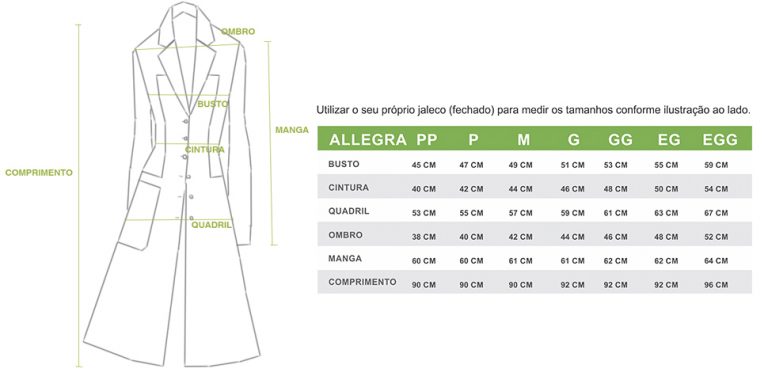 OMBRO
BUSTO
MANGA
CINTURA
COMPRIMENTO
QUADRIL
Utilizar o seu próprio jaleco (fechado) para medir os tamanhos conforme ilustração ao lado.
ALLEGRA PP P M G GG EG EGG
BUSTO 45 CM 47 CM 49 CM 51 CM 53 CM 55 CM 59 CM
CINTURA 40 CM 42 CM 44 CM 46 CM 48 CM 50 CM 54 CM
QUADRIL 53 CM 55 CM 57 CM 59 CM 61 CM 63 CM 67 CM
OMBRO 38 CM 40 CM 42 CM 44 CM 46 CM 48 CM 52 CM
MANGA 60 CM 60 CM 61 CM 61 CM 62 CM 62 CM 64 CM
COMPRIMENTO 90 CM 90 CM 90 CM 92 CM 92 CM 92 CM 96 CM